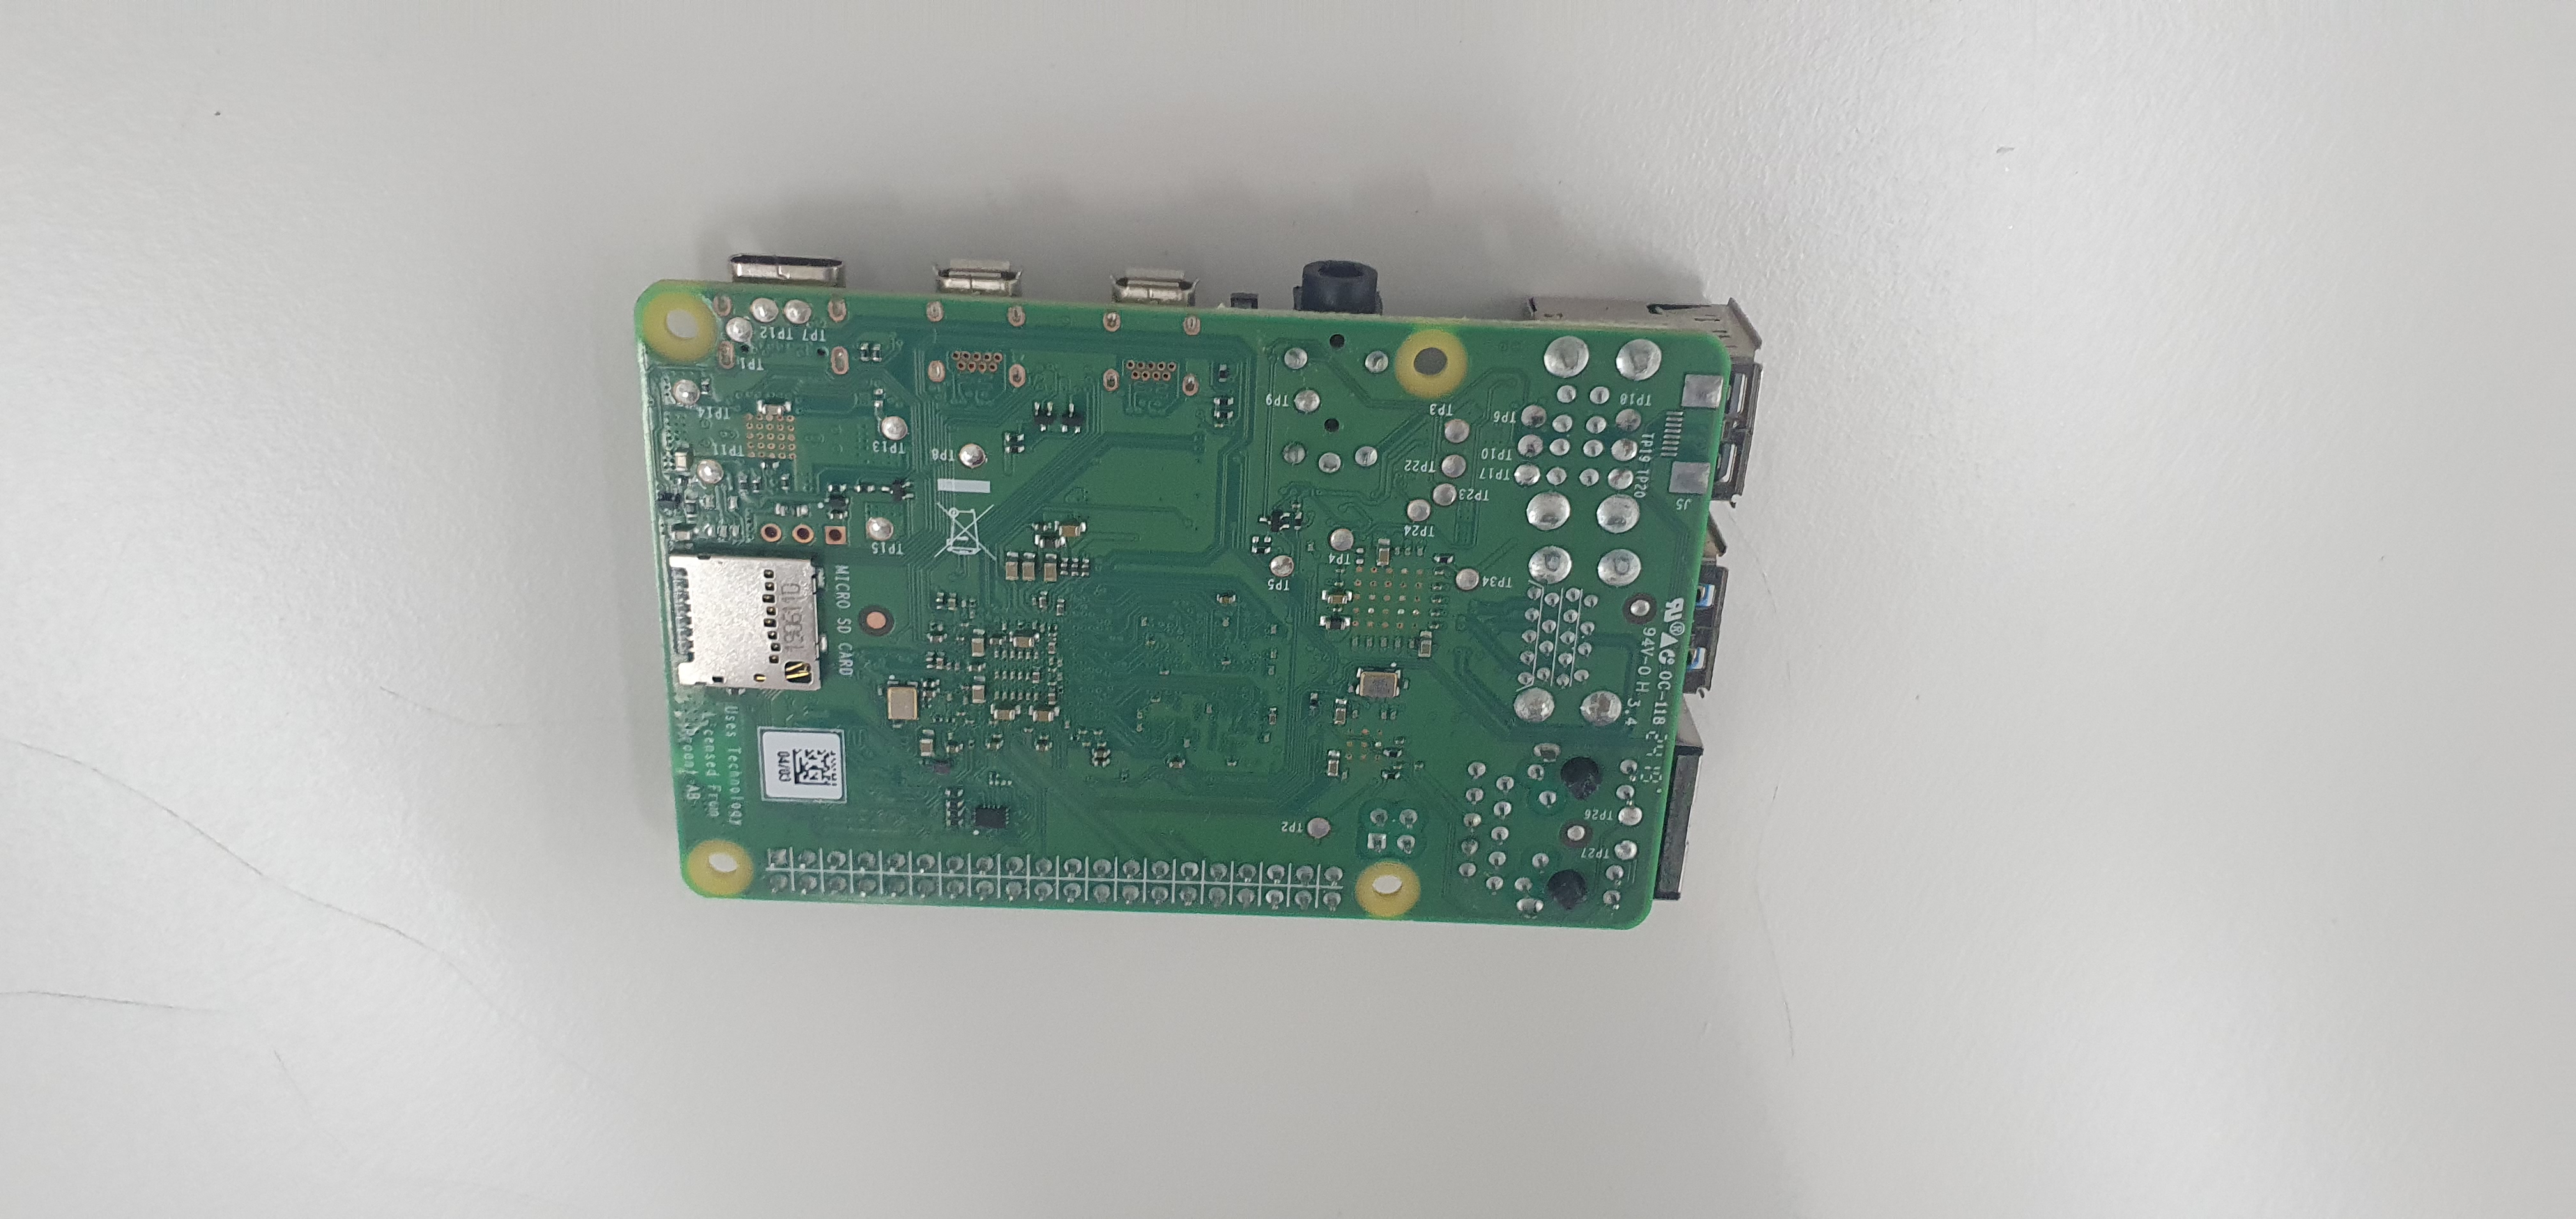 Uses Technology
Licensed From
Neonode AB
04/03
190611D
MICRO SD CARD
TP14
TP11
TP1
TP12
TP7
TP15
TP13
TP8
TP2
TP5
TP9
TP4
TP24
TP22
TP23
TP3
TP34
TP17
TP10
TP6
TP27
TP26
TP20
TP19
TP18
J5
94V-0 H 3.4
OC-118